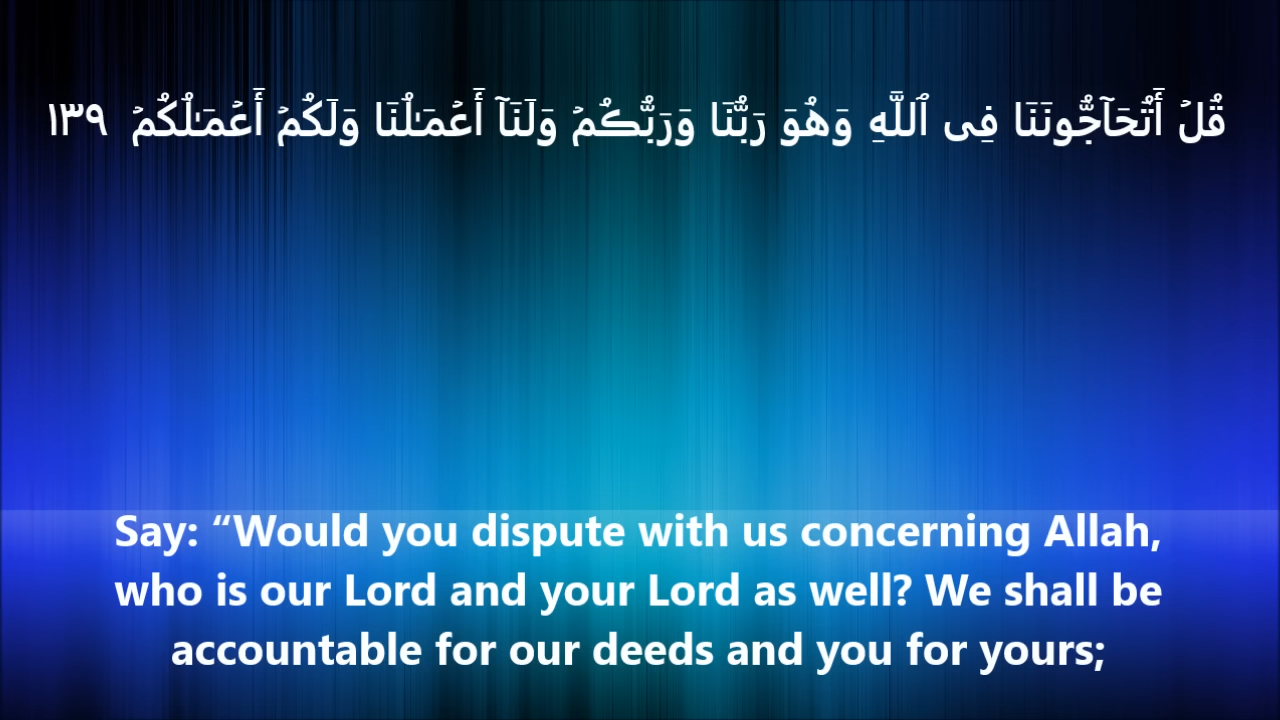 قُلْ أَتُحَآجُّونَنَا فِى ٱللَّهِ وَهُوَ رَبُّنَا وَرَبُّكُمْ وَلَنَآ أَعْمَـٰلُنَا وَلَكُمْ أَعْمَـٰلُكُمْ ١٣٩
Say: “Would you dispute with us concerning Allah,
who is our Lord and your Lord as well? We shall be
accountable for our deeds and you for yours;